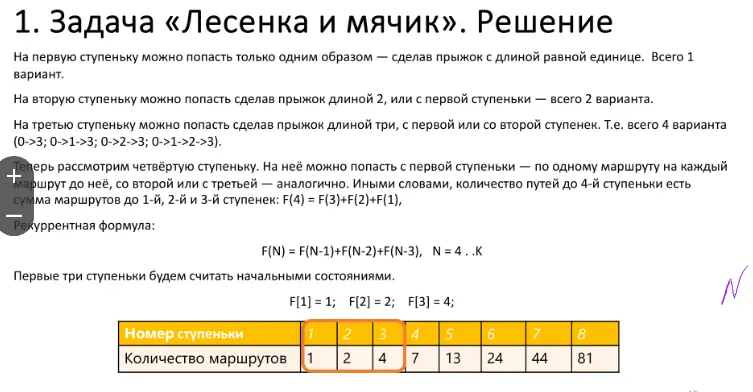 1. Задача «Лесенка и мячик». Решение
На первую ступеньку можно попасть только одним образом — сделав прыжок с длиной равной единице. Всего 1
вариант.
На вторую ступеньку можно попасть сделав прыжок длиной 2, или с первой ступеньки — всего 2 варианта.
На третью ступеньку можно попасть сделав прыжок длиной три, с первой или со второй ступенек. Т.е. всего 4 варианта
(0->3; 0->1->3; 0->2->3; 0->1->2->3).
Теперь рассмотрим четвёртую ступеньку. На неё можно попасть с первой ступеньки — по одному маршруту на каждый
маршрут до неё, со второй или с третьей — аналогично. Иными словами, количество путей до 4-й ступеньки есть
сумма маршрутов до 1-й, 2-й и 3-й ступенек: F(4) = F(3)+F(2)+F(1),
Рекуррентная формула:
F(N) = F(N-1)+F(N-2)+F(N-3), N = 4 . .K
Первые три ступеньки будем считать начальными состояниями.
F[1] = 1; F[2] = 2; F[3] = 4;
Номер ступеньки 1 2 3 4 5 6 7 8
Количество маршрутов 1 2 4 7 13 24 44 81
N